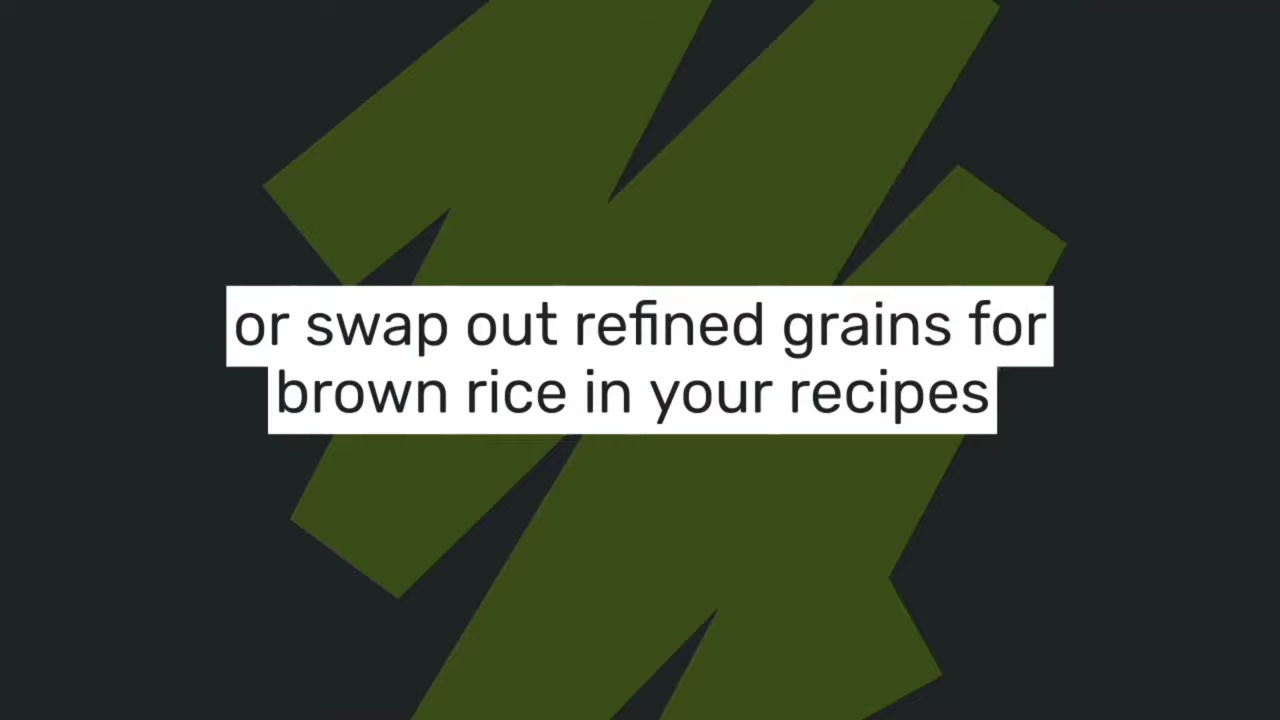 or swap out refined grains for
brown rice in your recipes